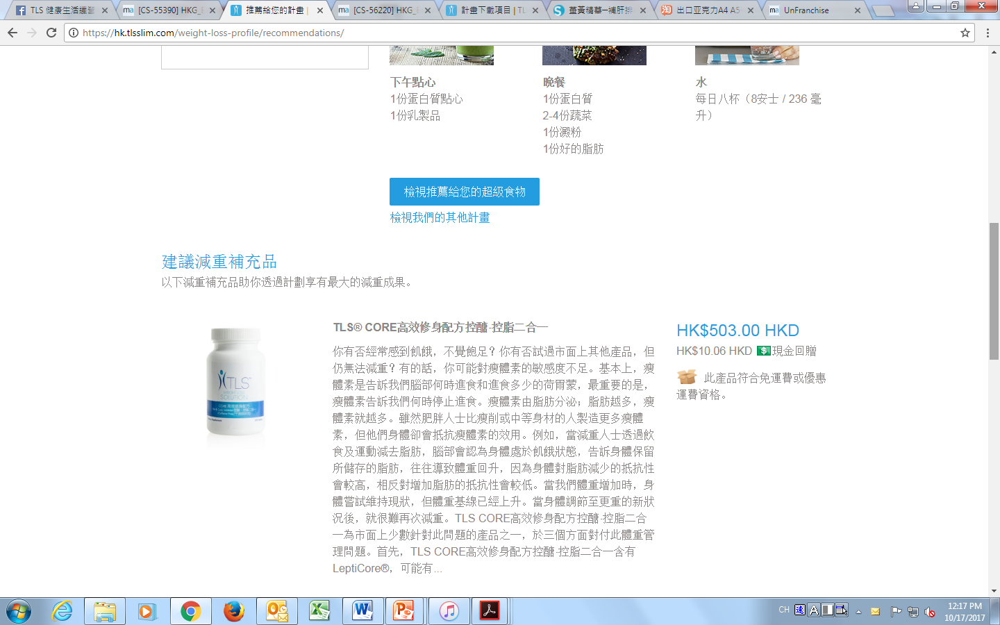 TLS 健康生活纖營
[CS-55390] HKG_
推薦給您的計畫 |
[CS-56220] HKG_
計畫下載項目 | TL
薑黃精華—補肝排
出口亚克力A4 A5
UnFranchise
https://hk.tlsslim.com/weight-loss-profile/recommendations/
下午點心
1份蛋白質點心
1份乳製品
晚餐
1份蛋白質
2-4份蔬菜
1份澱粉
1份好的脂肪
水
每日八杯（8安士 / 236 毫
升）
檢視推薦給您的超級食物
檢視我們的其他計畫
建議減重補充品
以下減重補充品助你透過計劃享有最大的減重成果。
TLS
SOLUTION
TLS® CORE高效修身配方控醣-控脂二合一
你有否經常感到飢餓，不覺飽足？你有否試過市面上其他產品，但
仍無法減重？有的話，你可能對瘦體素的敏感度不足。基本上，瘦
體素是告訴我們腦部何時進食和進食多少的荷爾蒙，最重要的是，
瘦體素告訴我們何時停止進食。瘦體素由脂肪分泌；脂肪越多，瘦
體素就越多。雖然肥胖人士比瘦削或中等身材的人製造更多瘦體
素，但他們身體卻會抵抗瘦體素的效用。例如，當減重人士透過飲
食及運動減去脂肪，腦部會認為身體處於飢餓狀態，告訴身體保留
所儲存的脂肪，往往導致體重回升，因為身體對脂肪減少的抵抗性
會較高，相反對增加脂肪的抵抗性會較低。當我們體重增加時，身
體嘗試維持現狀，但體重基線已經上升。當身體調節至更重的新狀
況後，就很難再次減重。TLS CORE高效修身配方控醣-控脂二合
一為市面上少數針對此問題的產品之一，於三個方面對付此體重管
理問題。首先，TLS CORE高效修身配方控醣-控脂二合一含有
LeptiCore®，可能有...
HK$503.00 HKD
HK$10.06 HKD 現金回贈
此產品符合免運費或優惠
運費資格。
CH 速 A
12:17 PM
10/17/2017